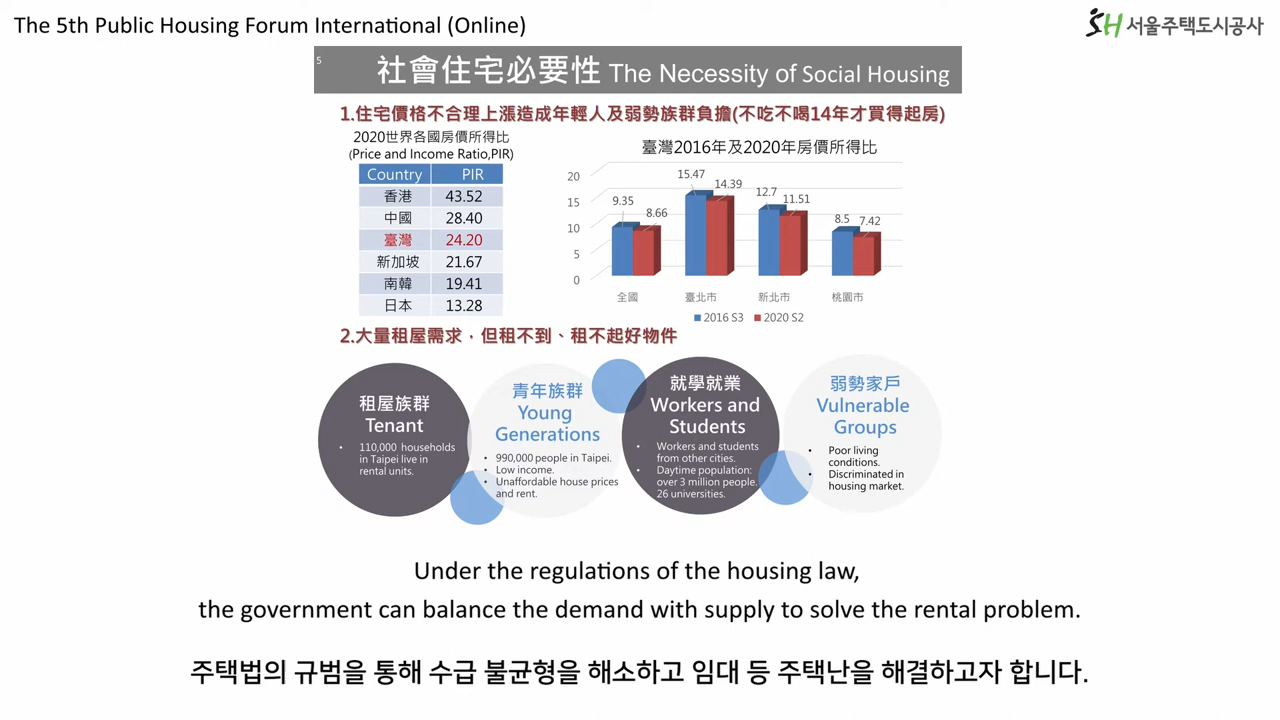 The 5th Public Housing Forum International (Online)
SH 서울주택도시공사
5
社會住宅必要性 The Necessity of Social Housing
1.住宅價格不合理上漲造成年輕人及弱勢族群負擔(不吃不喝14年才買得起房)
2020世界各國房價所得比
(Price and Income Ratio,PIR)
Country PIR
香港 43.52
中國 28.40
臺灣 24.20
新加坡 21.67
南韓 19.41
日本 13.28
臺灣2016年及2020年房價所得比
20
15
10
5
0
9.35
8.66
15.47
14.39
12.7
11.51
8.5
7.42
全國
臺北市
新北市
桃園市
2016 S3
2020 S2
2.大量租屋需求，但租不到、租不起好物件
租屋族群
Tenant
• 110,000 households
in Taipei live in
rental units.
青年族群
Young
Generations
• 990,000 people in Taipei.
• Low income.
• Unaffordable house prices
and rent.
就學就業
Workers and
Students
• Workers and students
from other cities.
• Daytime population:
over 3 million people.
26 universities.
弱勢家戶
Vulnerable
Groups
• Poor living
conditions.
• Discriminated in
housing market.
Under the regulations of the housing law,
the government can balance the demand with supply to solve the rental problem.
주택법의 규범을 통해 수급 불균형을 해소하고 임대 등 주택난을 해결하고자 합니다.